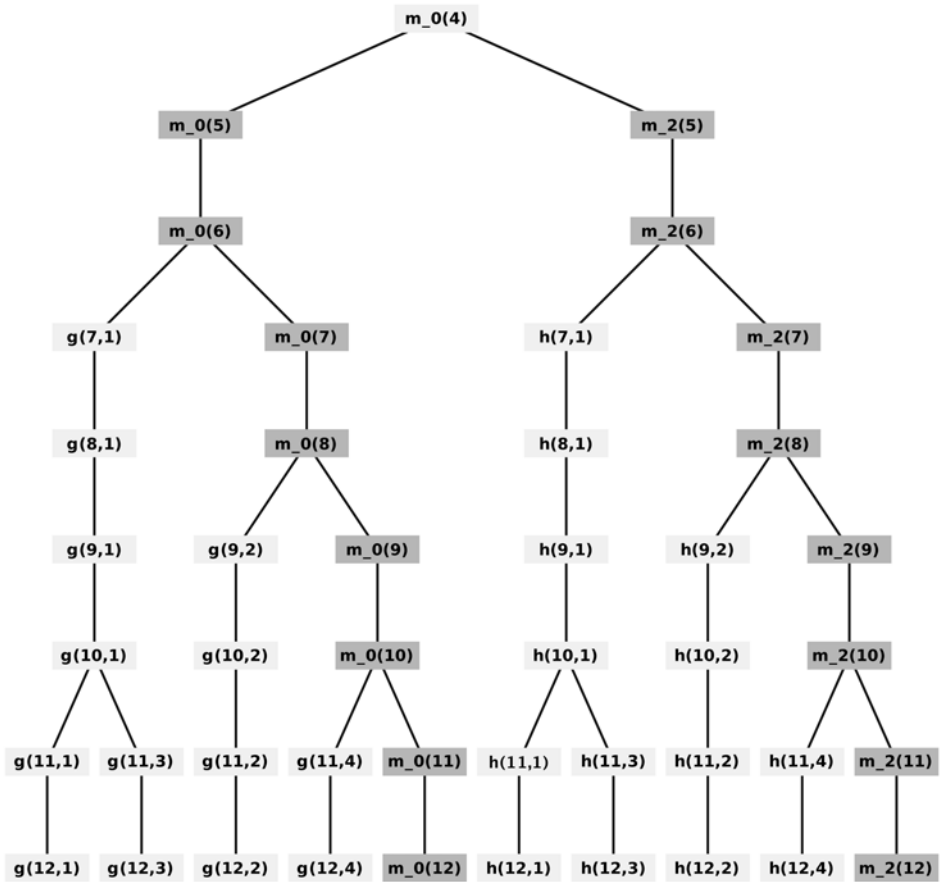 m_0(4)
m_0(5) m_2(5)
m_0(6) m_2(6)
g(7,1) m_0(7) h(7,1) m_2(7)
g(8,1) m_0(8) h(8,1) m_2(8)
g(9,1) g(9,2) m_0(9) h(9,1) h(9,2) m_2(9)
g(10,1) g(10,2) m_0(10) h(10,1) h(10,2) m_2(10)
g(11,1) g(11,3) g(11,2) g(11,4) m_0(11) h(11,1) h(11,3) h(11,2) h(11,4) m_2(11)
g(12,1) g(12,3) g(12,2) g(12,4) m_0(12) h(12,1) h(12,3) h(12,2) h(12,4) m_2(12)